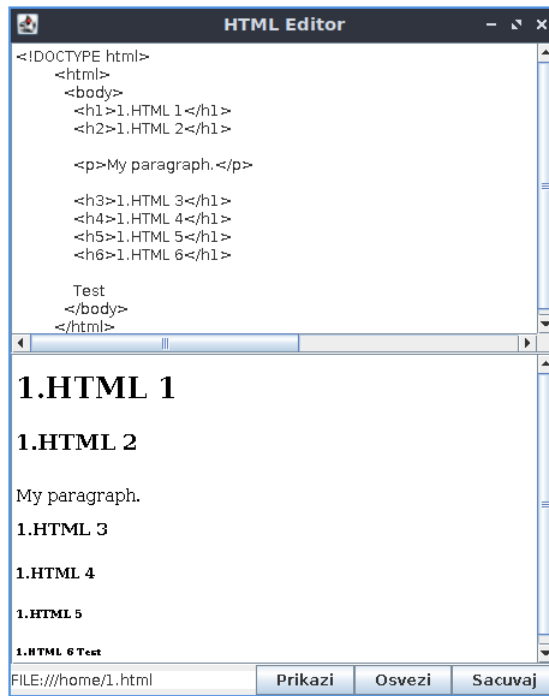 HTML Editor
<!DOCTYPE html>
<html>
<body>
<h1>1.HTML 1</h1>
<h2>1.HTML 2</h1>
<p>My paragraph.</p>
<h3>1.HTML 3</h1>
<h4>1.HTML 4</h1>
<h5>1.HTML 5</h1>
<h6>1.HTML 6</h1>
Test
</body>
</html>
1.HTML 1
1.HTML 2
My paragraph.
1.HTML 3
1.HTML 4
1.HTML 5
1.HTML 6 Test
FILE:///home/1.html Prikazi Osvezi Sacuvaj